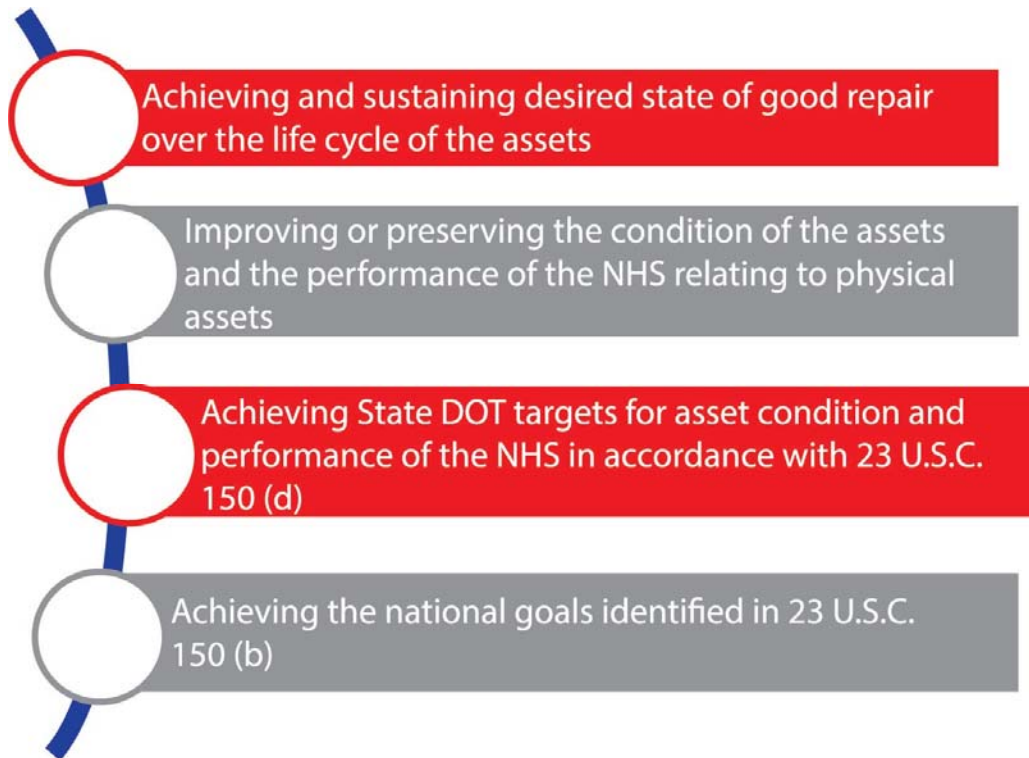 Achieving and sustaining desired state of good repair
over the life cycle of the assets
Improving or preserving the condition of the assets
and the performance of the NHS relating to physical
assets
Achieving State DOT targets for asset condition and
performance of the NHS in accordance with 23 U.S.C.
150 (d)
Achieving the national goals identified in 23 U.S.C.
150 (b)